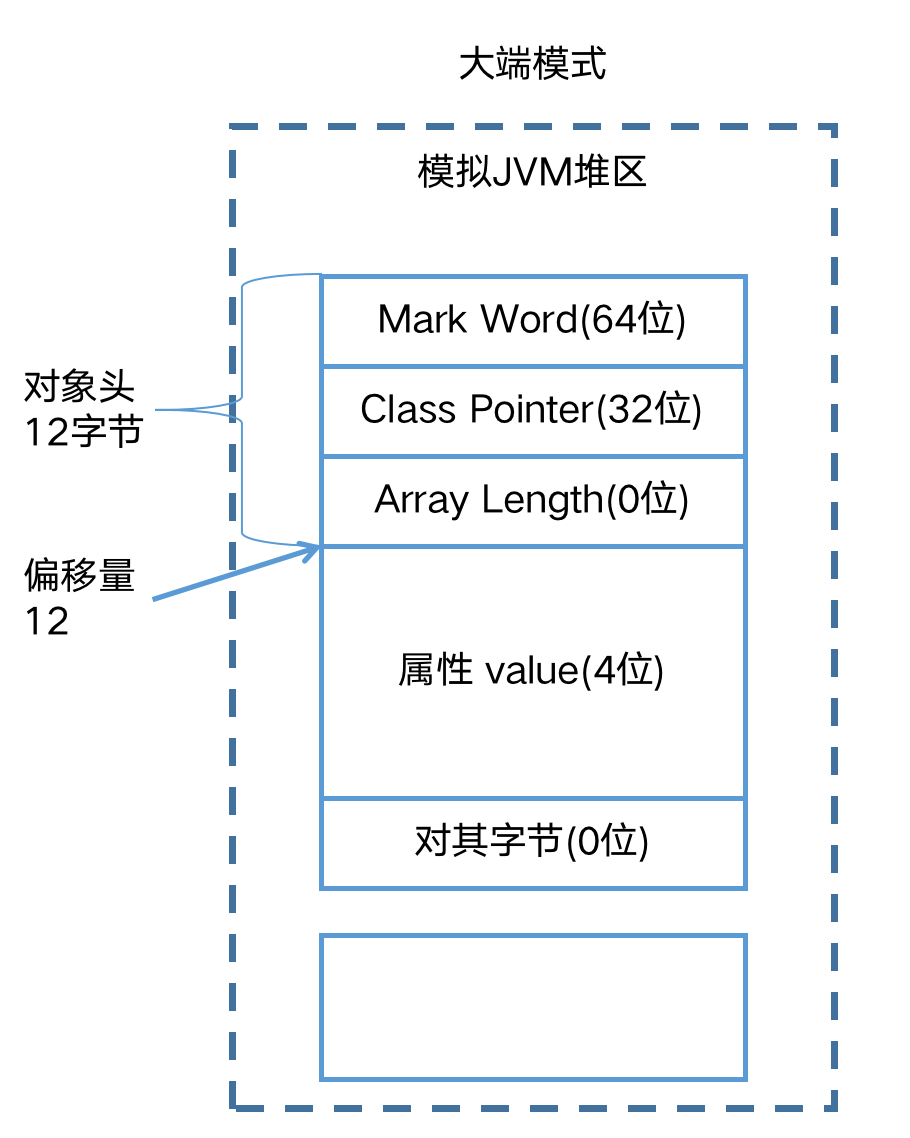 大端模式
模拟JVM堆区
Mark Word(64位)
对象头
12字节
Class Pointer(32位)
Array Length(0位)
偏移量
12
属性 value(4位)
对其字节(0位)